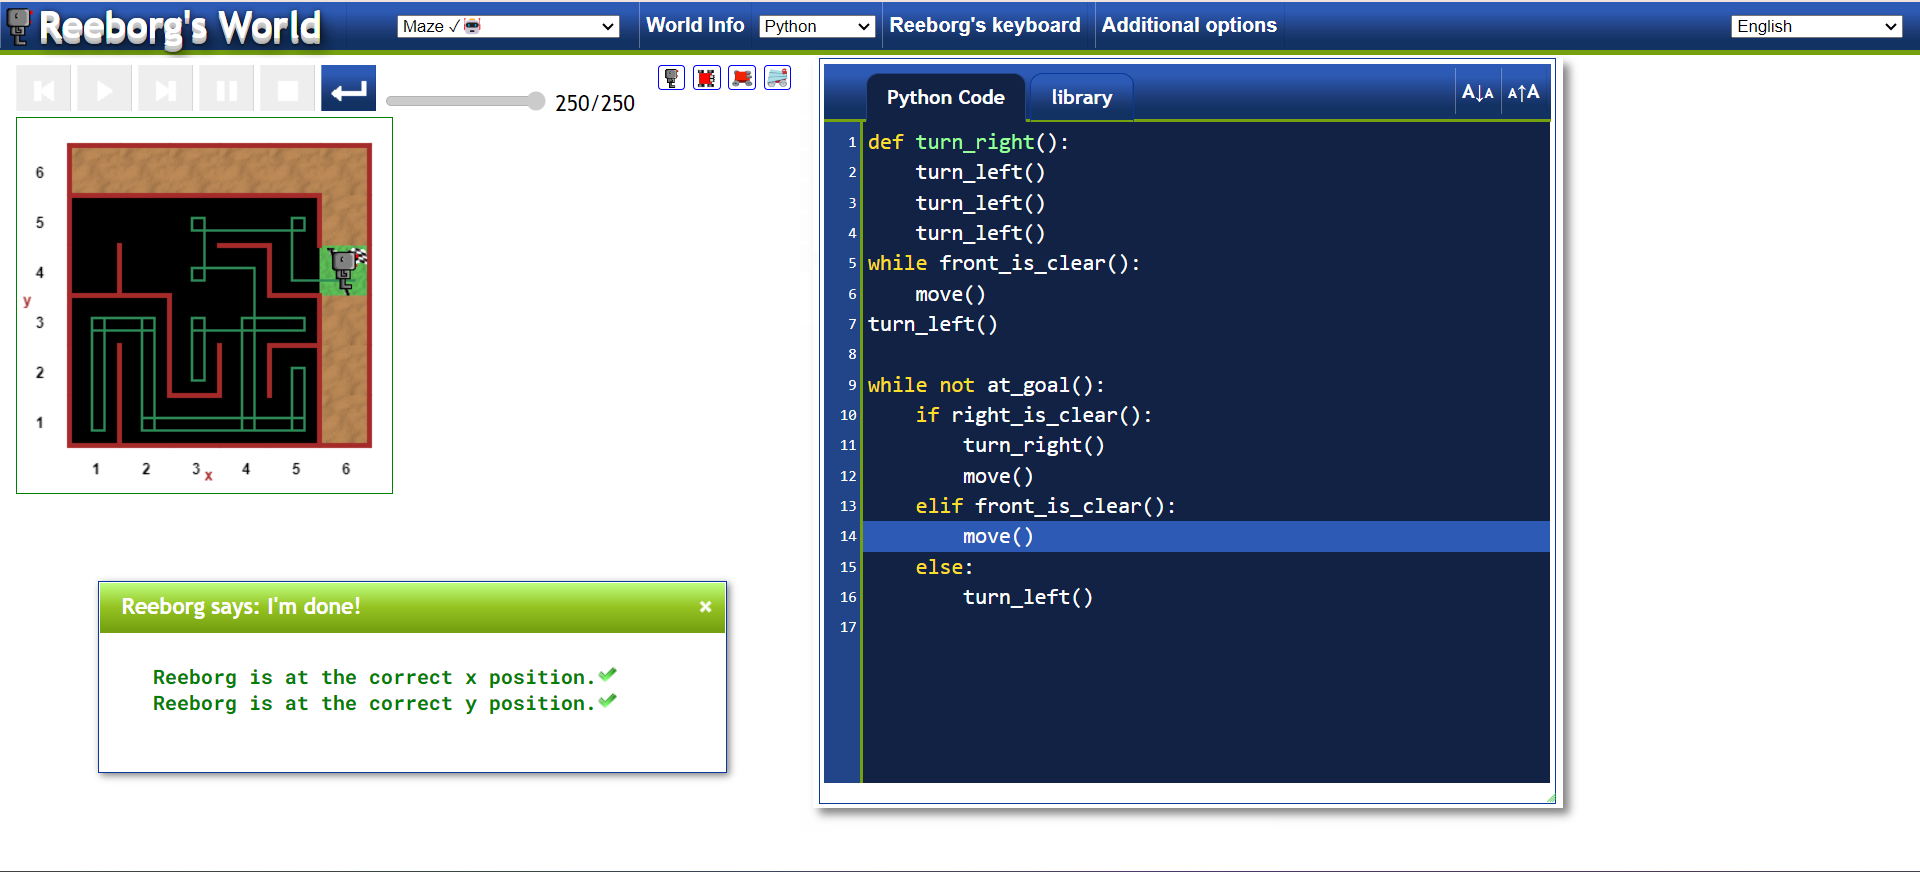 Reeborg's World
Maze ✓🤖
World Info
Python
Reeborg's keyboard
Additional options
English
250/250
6
5
4
y
3
2
1
1 2 3 x 4 5 6
Reeborg says: I'm done!
×
Reeborg is at the correct x position.
Reeborg is at the correct y position.
Python Code
library
A↓A
A↑A
1 def turn_right():
2     turn_left()
3     turn_left()
4     turn_left()
5 while front_is_clear():
6     move()
7 turn_left()
8
9 while not at_goal():
10     if right_is_clear():
11         turn_right()
12         move()
13     elif front_is_clear():
14         move()
15     else:
16         turn_left()
17